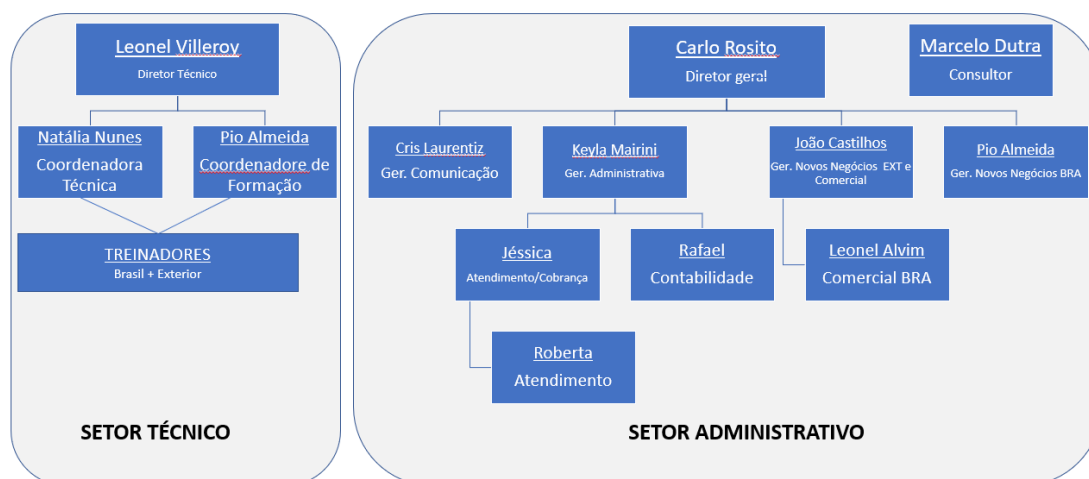 Leonel Villeroy
Diretor Técnico
Natália Nunes
Coordenadora
Técnica
Pio Almeida
Coordenadore de
Formação
TREINADORES
Brasil + Exterior
SETOR TÉCNICO
Carlo Rosito
Diretor geral
Marcelo Dutra
Consultor
Cris Laurentiz
Ger. Comunicação
Keyla Mairini
Ger. Administrativa
João Castilhos
Ger. Novos Negócios EXT e
Comercial
Pio Almeida
Ger. Novos Negócios BRA
Jéssica
Atendimento/Cobrança
Rafael
Contabilidade
Leonel Alvim
Comercial BRA
Roberta
Atendimento
SETOR ADMINISTRATIVO